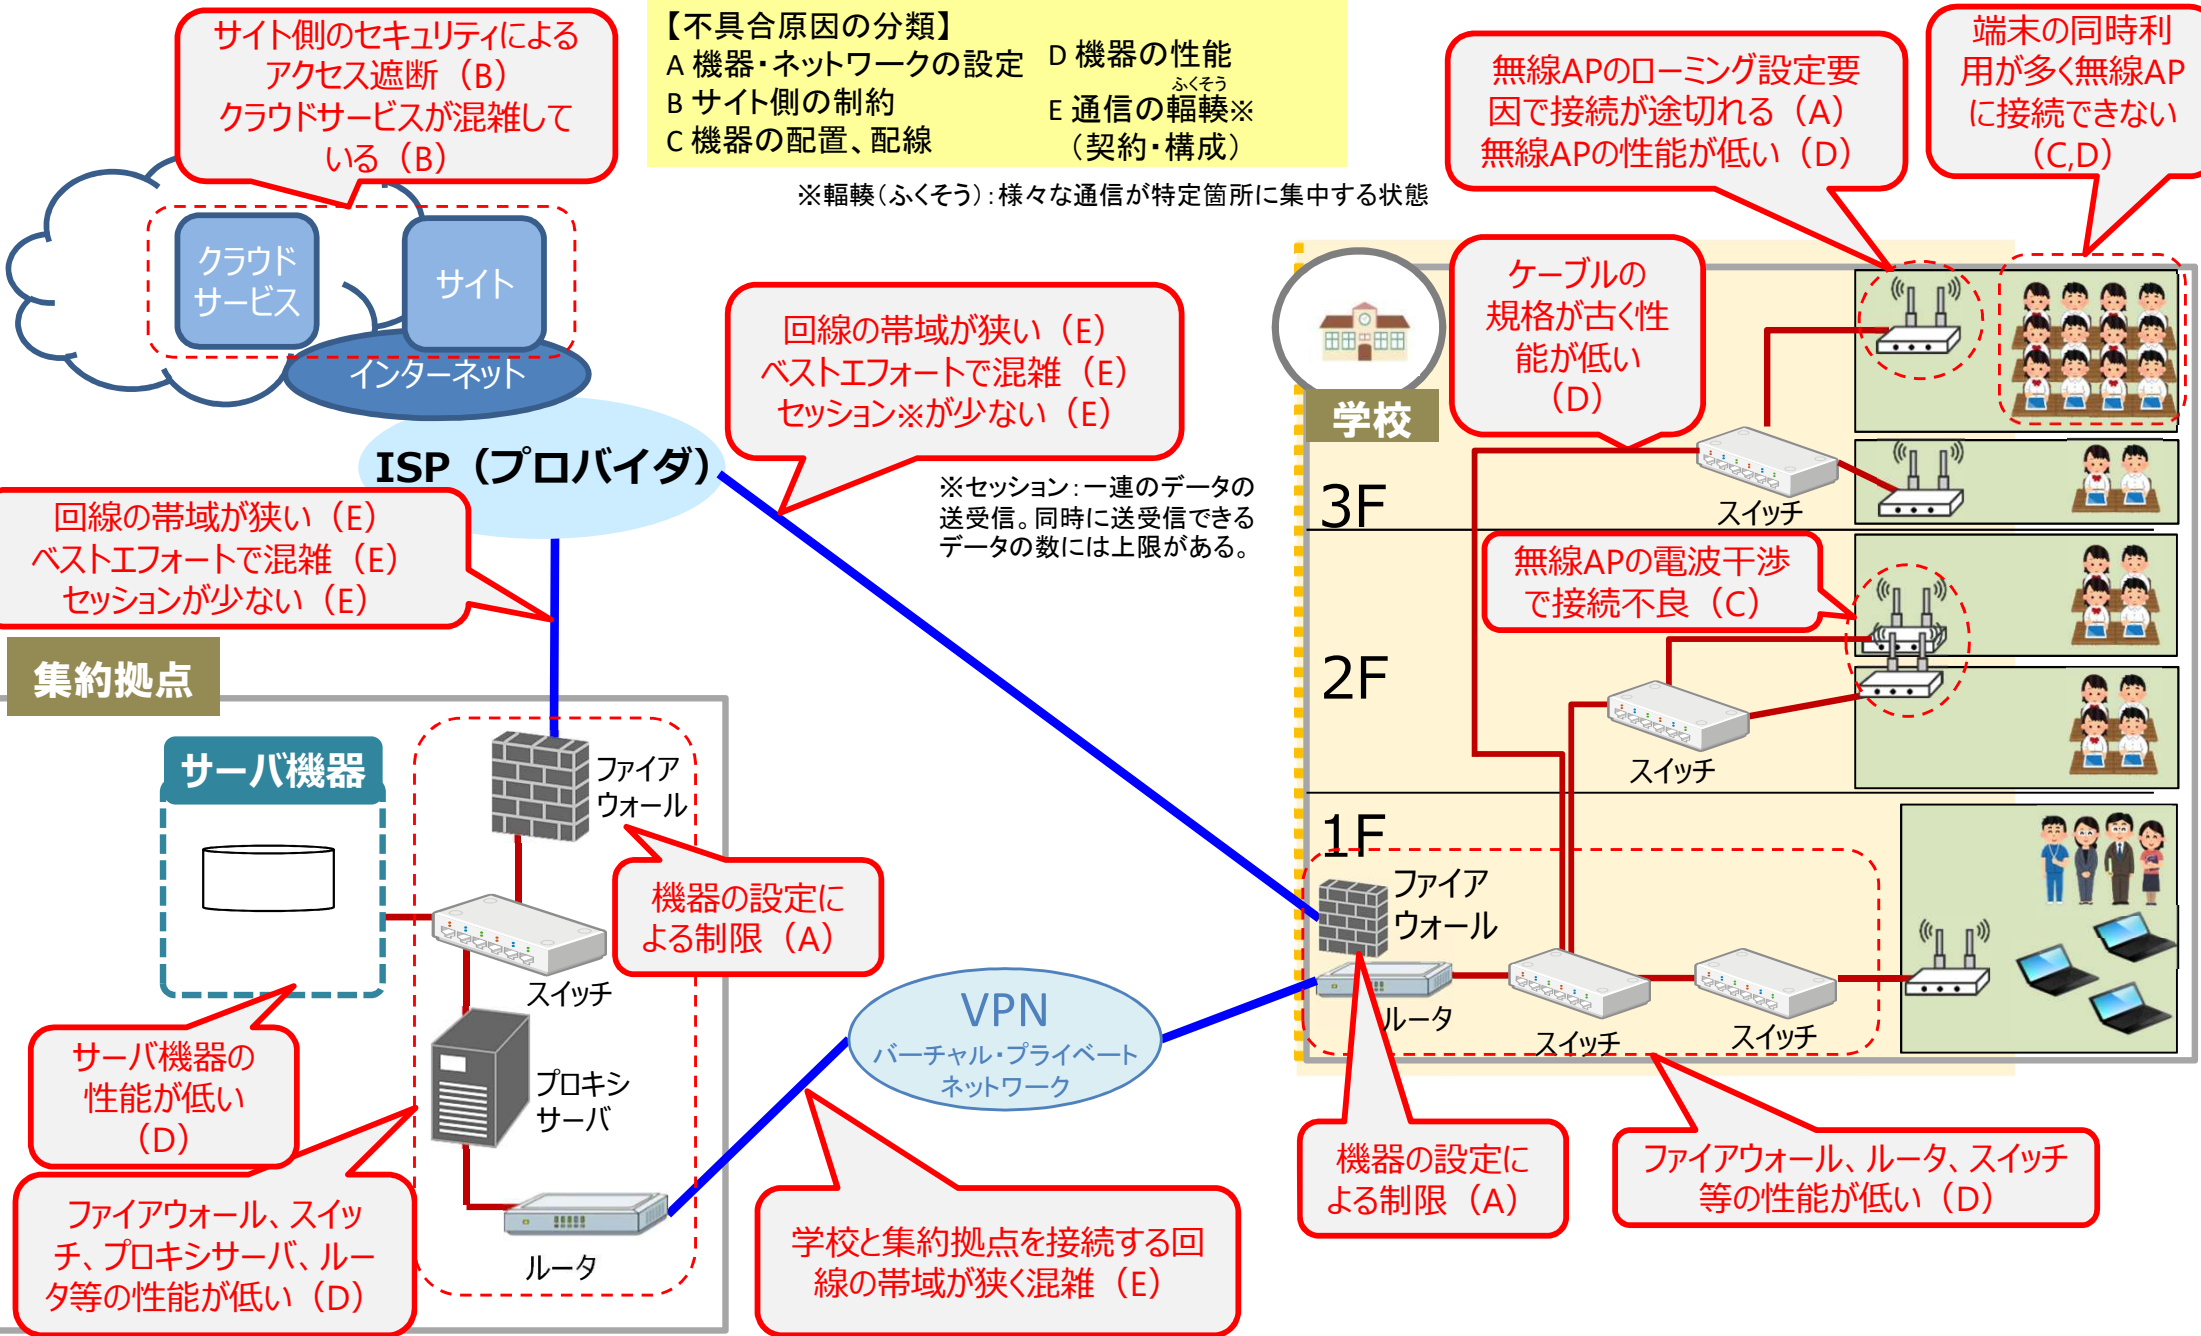 サイト側のセキュリティによる
アクセス遮断（B）
クラウドサービスが混雑して
いる（B）
【不具合原因の分類】
A 機器・ネットワークの設定
B サイト側の制約
C 機器の配置、配線
D 機器の性能
ふくそう
E 通信の輻輳※
（契約・構成）
※輻輳（ふくそう）：様々な通信が特定箇所に集中する状態
無線APのローミング設定要
因で接続が途切れる（A）
無線APの性能が低い（D）
端末の同時利
用が多く無線AP
に接続できない
（C,D）
クラウド
サービス
サイト
インターネット
ISP（プロバイダ）
回線の帯域が狭い（E）
ベストエフォートで混雑（E）
セッション※が少ない（E）
※セッション：一連のデータの
送受信。同時に送受信できる
データの数には上限がある。
回線の帯域が狭い（E）
ベストエフォートで混雑（E）
セッションが少ない（E）
ケーブルの
規格が古く性
能が低い
（D）
学校
3F
スイッチ
無線APの電波干渉
で接続不良（C）
2F
スイッチ
1F
ファイア
ウォール
ルータ
スイッチ
スイッチ
機器の設定に
よる制限（A）
ファイアウォール、ルータ、スイッチ
等の性能が低い（D）
集約拠点
サーバ機器
ファイア
ウォール
機器の設定に
よる制限（A）
スイッチ
サーバ機器の
性能が低い
（D）
プロキシ
サーバ
ファイアウォール、スイッ
チ、プロキシサーバ、ルー
タ等の性能が低い（D）
ルータ
VPN
バーチャル・プライベート
ネットワーク
学校と集約拠点を接続する回
線の帯域が狭く混雑（E）